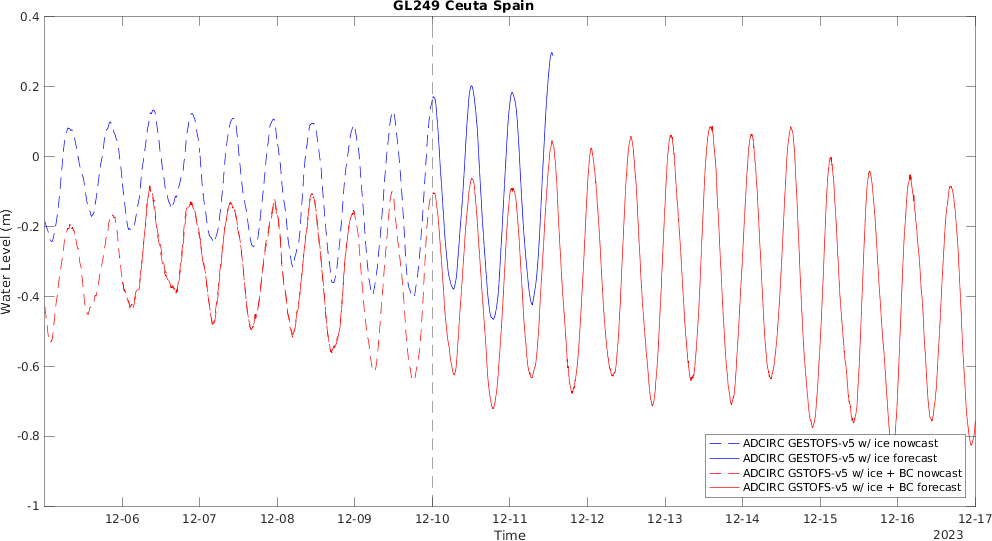 GL249 Ceuta Spain
0.4
0.2
0
-0.2
-0.4
-0.6
-0.8
-1
Water Level (m)
ADCIRC GESTOFS-v5 w/ ice nowcast
ADCIRC GESTOFS-v5 w/ ice forecast
ADCIRC GSTOFS-v5 w/ ice + BC nowcast
ADCIRC GSTOFS-v5 w/ ice + BC forecast
12-06 12-07 12-08 12-09 12-10 12-11 12-12 12-13 12-14 12-15 12-16 12-17
Time
2023